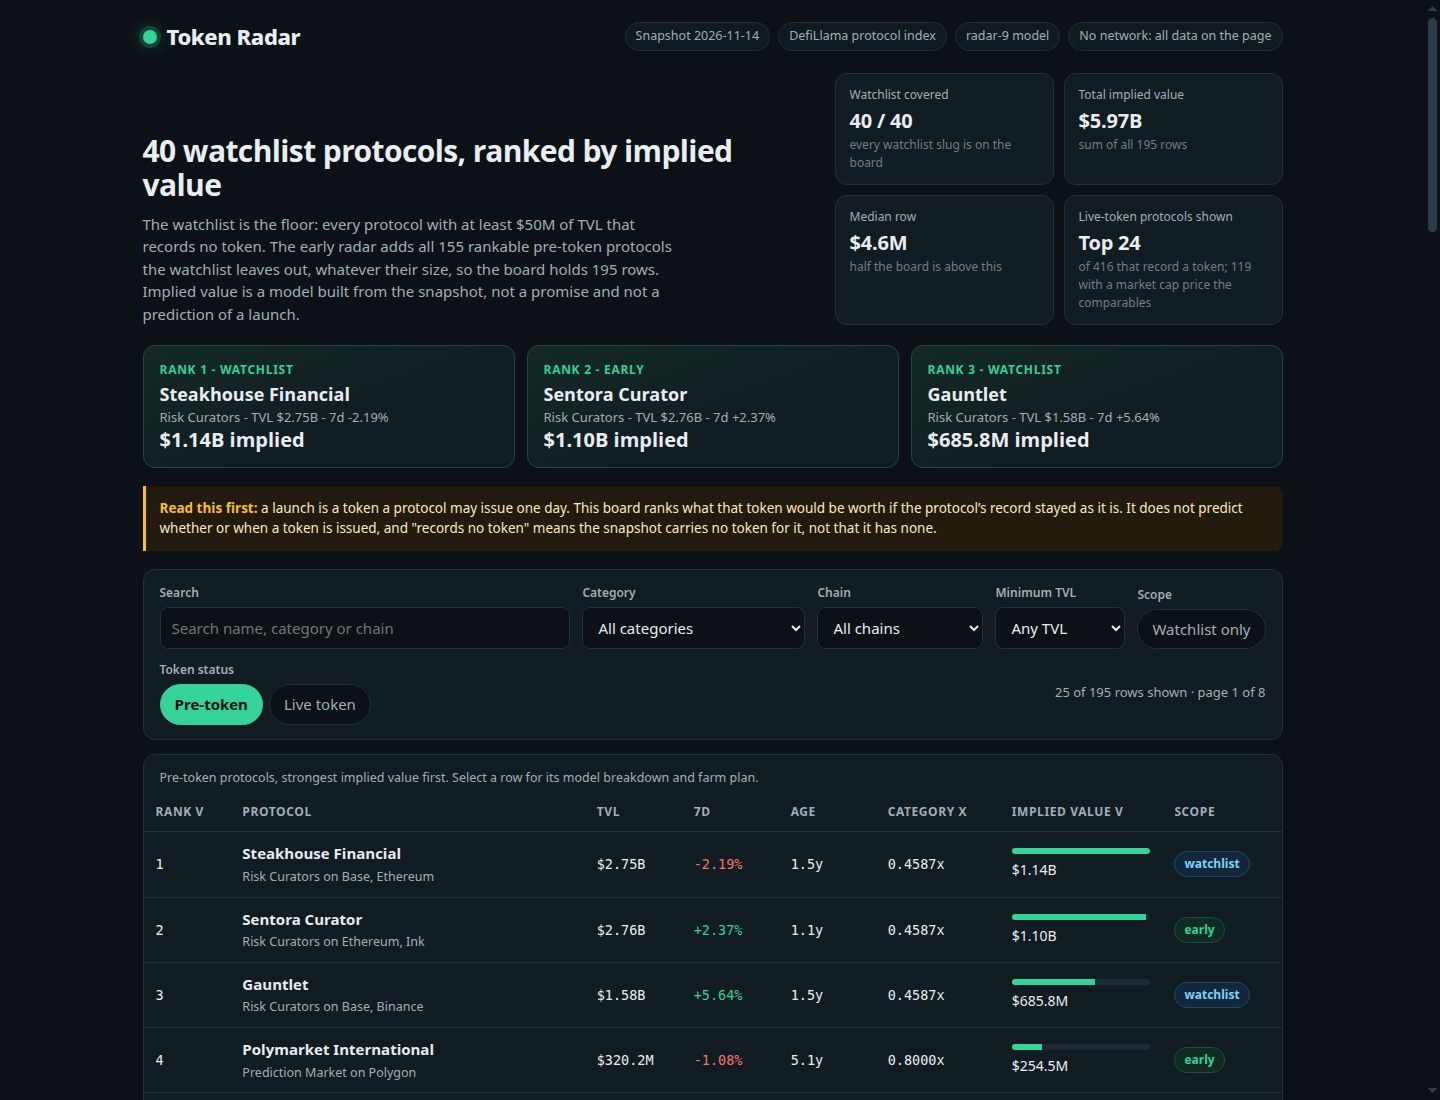 Token Radar
Snapshot 2026-11-14
DefiLlama protocol index
radar-9 model
No network: all data on the page
40 watchlist protocols, ranked by implied
value
The watchlist is the floor: every protocol with at least $50M of TVL that
records no token. The early radar adds all 155 rankable pre-token protocols
the watchlist leaves out, whatever their size, so the board holds 195 rows.
Implied value is a model built from the snapshot, not a promise and not a
prediction of a launch.
Watchlist covered
40 / 40
every watchlist slug is on the
board
Total implied value
$5.97B
sum of all 195 rows
Median row
$4.6M
half the board is above this
Live-token protocols shown
Top 24
of 416 that record a token; 119
with a market cap price the
comparables
RANK 1 - WATCHLIST
Steakhouse Financial
Risk Curators - TVL $2.75B - 7d -2.19%
$1.14B implied
RANK 2 - EARLY
Sentora Curator
Risk Curators - TVL $2.76B - 7d +2.37%
$1.10B implied
RANK 3 - WATCHLIST
Gauntlet
Risk Curators - TVL $1.58B - 7d +5.64%
$685.8M implied
Read this first: a launch is a token a protocol may issue one day. This board ranks what that token would be worth if the protocol's record stayed as it is. It does not predict
whether or when a token is issued, and "records no token" means the snapshot carries no token for it, not that it has none.
Search
Search name, category or chain
Category
All categories
Chain
All chains
Minimum TVL
Any TVL
Scope
Watchlist only
Token status
Pre-token
Live token
25 of 195 rows shown · page 1 of 8
Pre-token protocols, strongest implied value first. Select a row for its model breakdown and farm plan.
RANK V PROTOCOL TVL 7D AGE CATEGORY X IMPLIED VALUE V SCOPE
1 Steakhouse Financial $2.75B -2.19% 1.5y 0.4587x $1.14B watchlist
Risk Curators on Base, Ethereum
2 Sentora Curator $2.76B +2.37% 1.1y 0.4587x $1.10B early
Risk Curators on Ethereum, Ink
3 Gauntlet $1.58B +5.64% 1.5y 0.4587x $685.8M watchlist
Risk Curators on Base, Binance
4 Polymarket International $320.2M -1.08% 5.1y 0.8000x $254.5M early
Prediction Market on Polygon